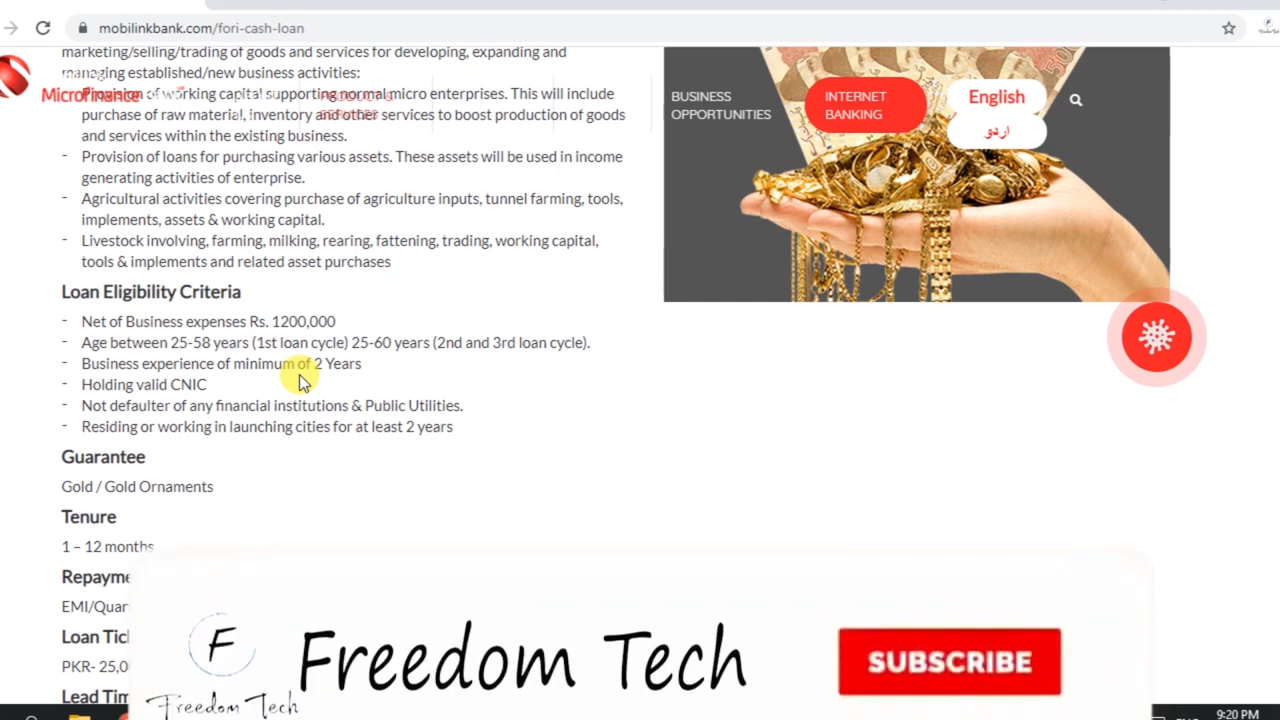 mobilinkbank.com/fori-cash-loan
marketing/selling/trading of goods and services for developing, expanding and
managing established/new business activities:
MicroFinance
BUSINESS
OPPORTUNITIES
INTERNET
BANKING
English
اردو
- Provision of working capital supporting normal micro enterprises. This will include
purchase of raw material, inventory and other services to boost production of goods
and services within the existing business.
- Provision of loans for purchasing various assets. These assets will be used in income
generating activities of enterprise.
- Agricultural activities covering purchase of agriculture inputs, tunnel farming, tools,
implements, assets & working capital.
- Livestock involving, farming, milking, rearing, fattening, trading, working capital,
tools & implements and related asset purchases
Loan Eligibility Criteria
- Net of Business expenses Rs. 1200,000
- Age between 25-58 years (1st loan cycle) 25-60 years (2nd and 3rd loan cycle).
- Business experience of minimum of 2 Years
- Holding valid CNIC
- Not defaulter of any financial institutions & Public Utilities.
- Residing or working in launching cities for at least 2 years
Guarantee
Gold / Gold Ornaments
Tenure
1 – 12 months
Repayme
EMI/Quar
Loan Tic
PKR- 25,0
Lead Tim
F
Freedom Tech
Freedom Tech
SUBSCRIBE
9:20 PM